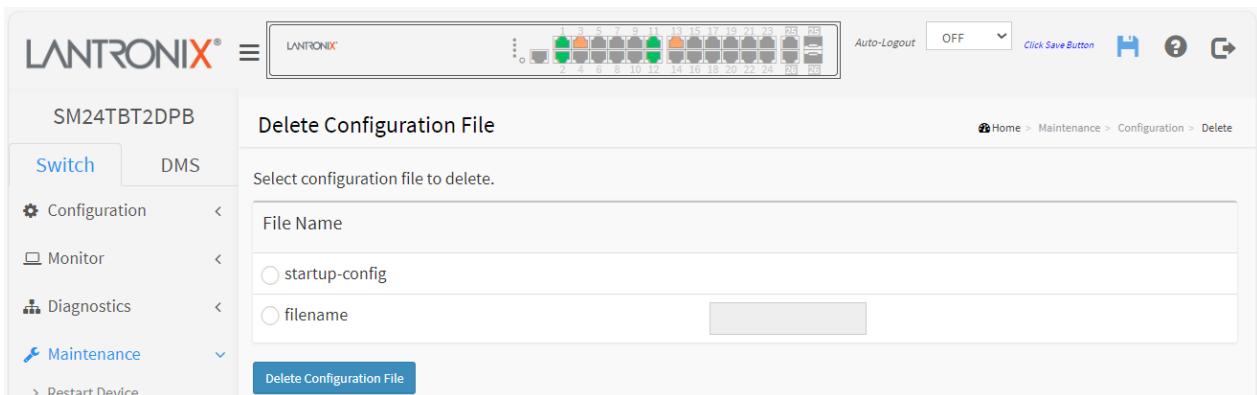 LANTRONIX®
LANTRONIX
1 3 5 7 9 11 13 15 17 19 21 23 25 25
2 4 6 8 10 12 14 16 18 20 22 24 26 26
Auto-Logout OFF Click Save Button
SM24TBT2DPB
Switch DMS
Configuration
Monitor
Diagnostics
Maintenance
> Restart Device
Delete Configuration File
Home > Maintenance > Configuration > Delete
Select configuration file to delete.
File Name
startup-config
filename
Delete Configuration File